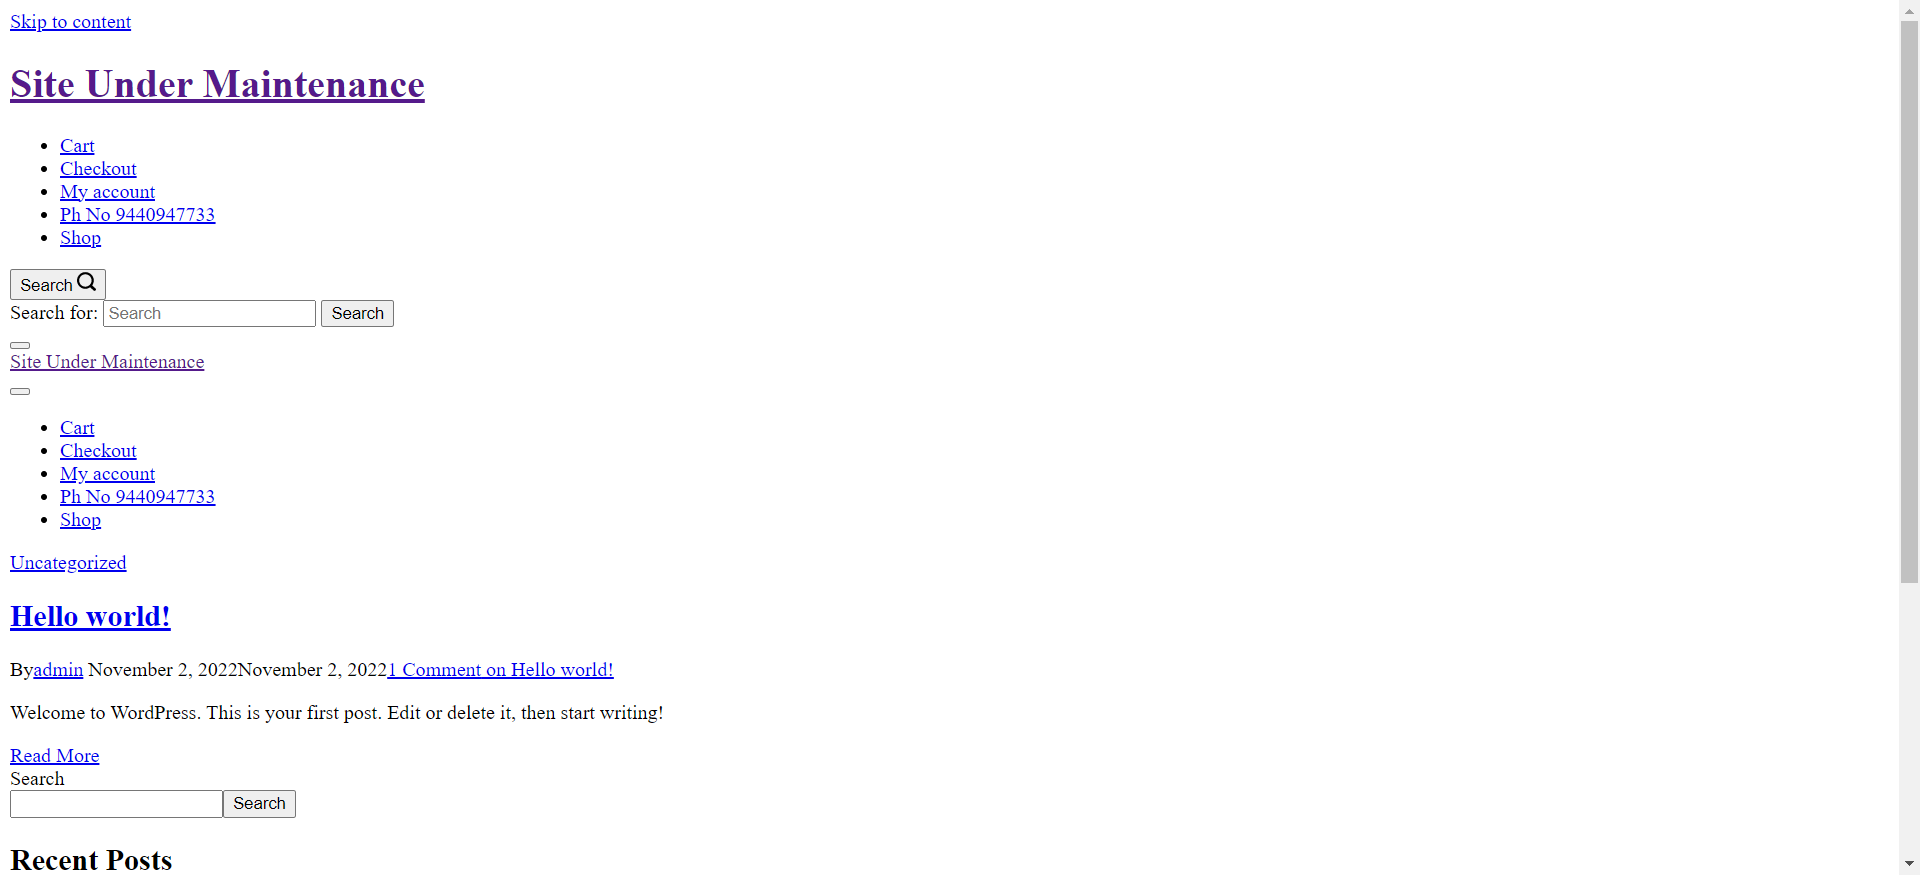 Skip to content
Site Under Maintenance
Cart
Checkout
My account
Ph No 9440947733
Shop
Search
Search for: Search Search
Site Under Maintenance
Cart
Checkout
My account
Ph No 9440947733
Shop
Uncategorized
Hello world!
Byadmin November 2, 2022November 2, 20221 Comment on Hello world!
Welcome to WordPress. This is your first post. Edit or delete it, then start writing!
Read More
Search
Search
Recent Posts